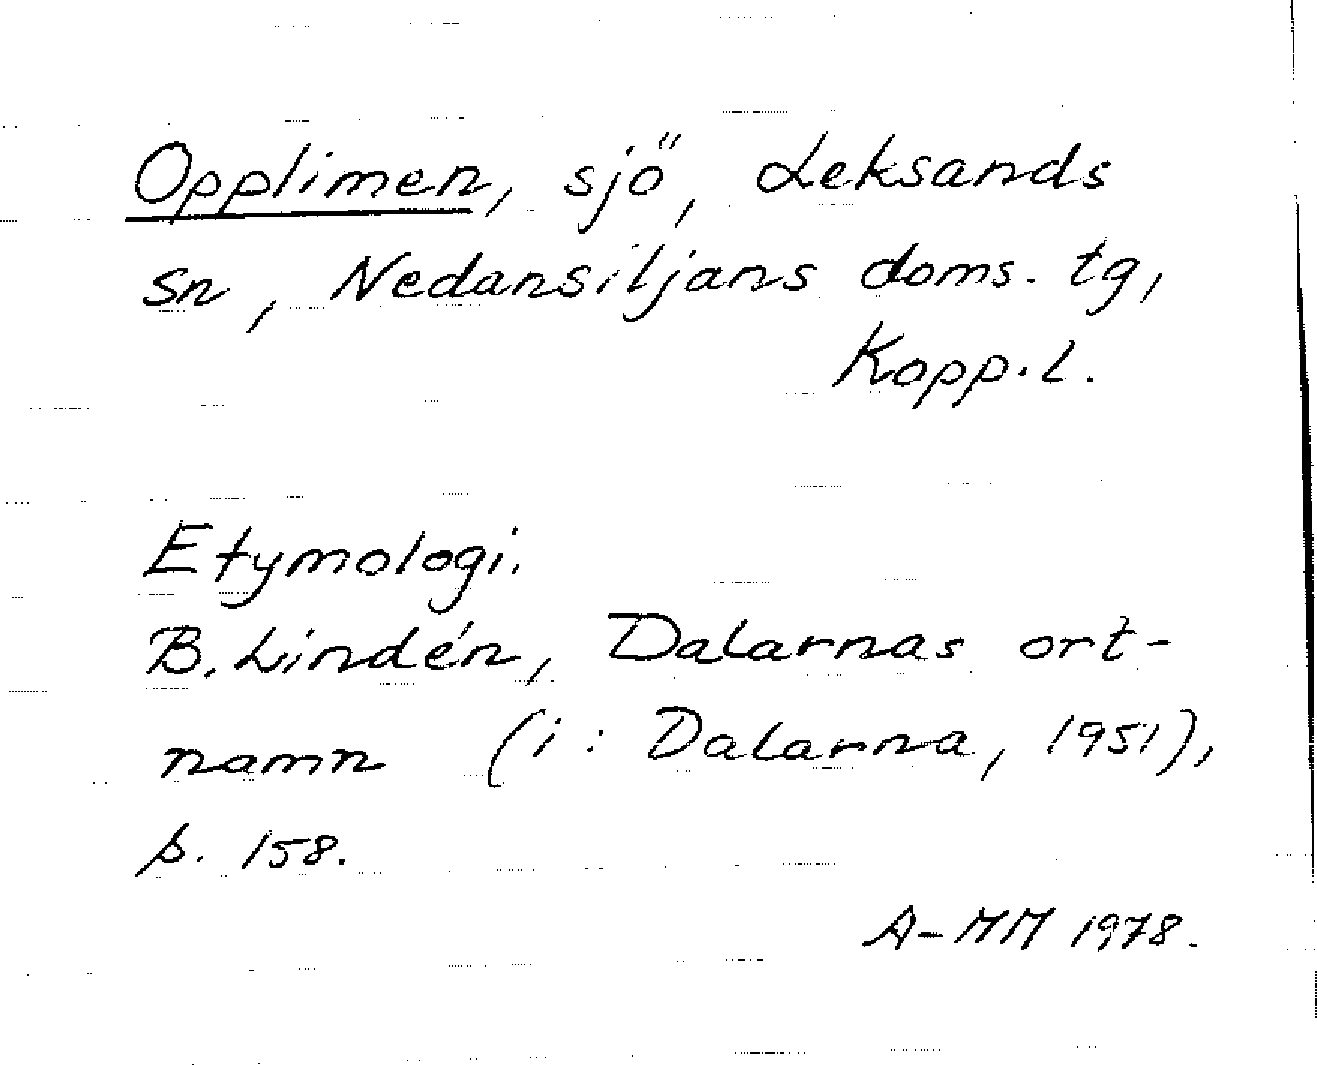 Opplimen, sjö, Leksands
sn, Nedansiljans doms. tg,
Kopp. l.
Etymologi.
B. Lindén, Dalarnas ort-
namn (i: Dalarna, 1951),
s. 158.
A-MM 1978.